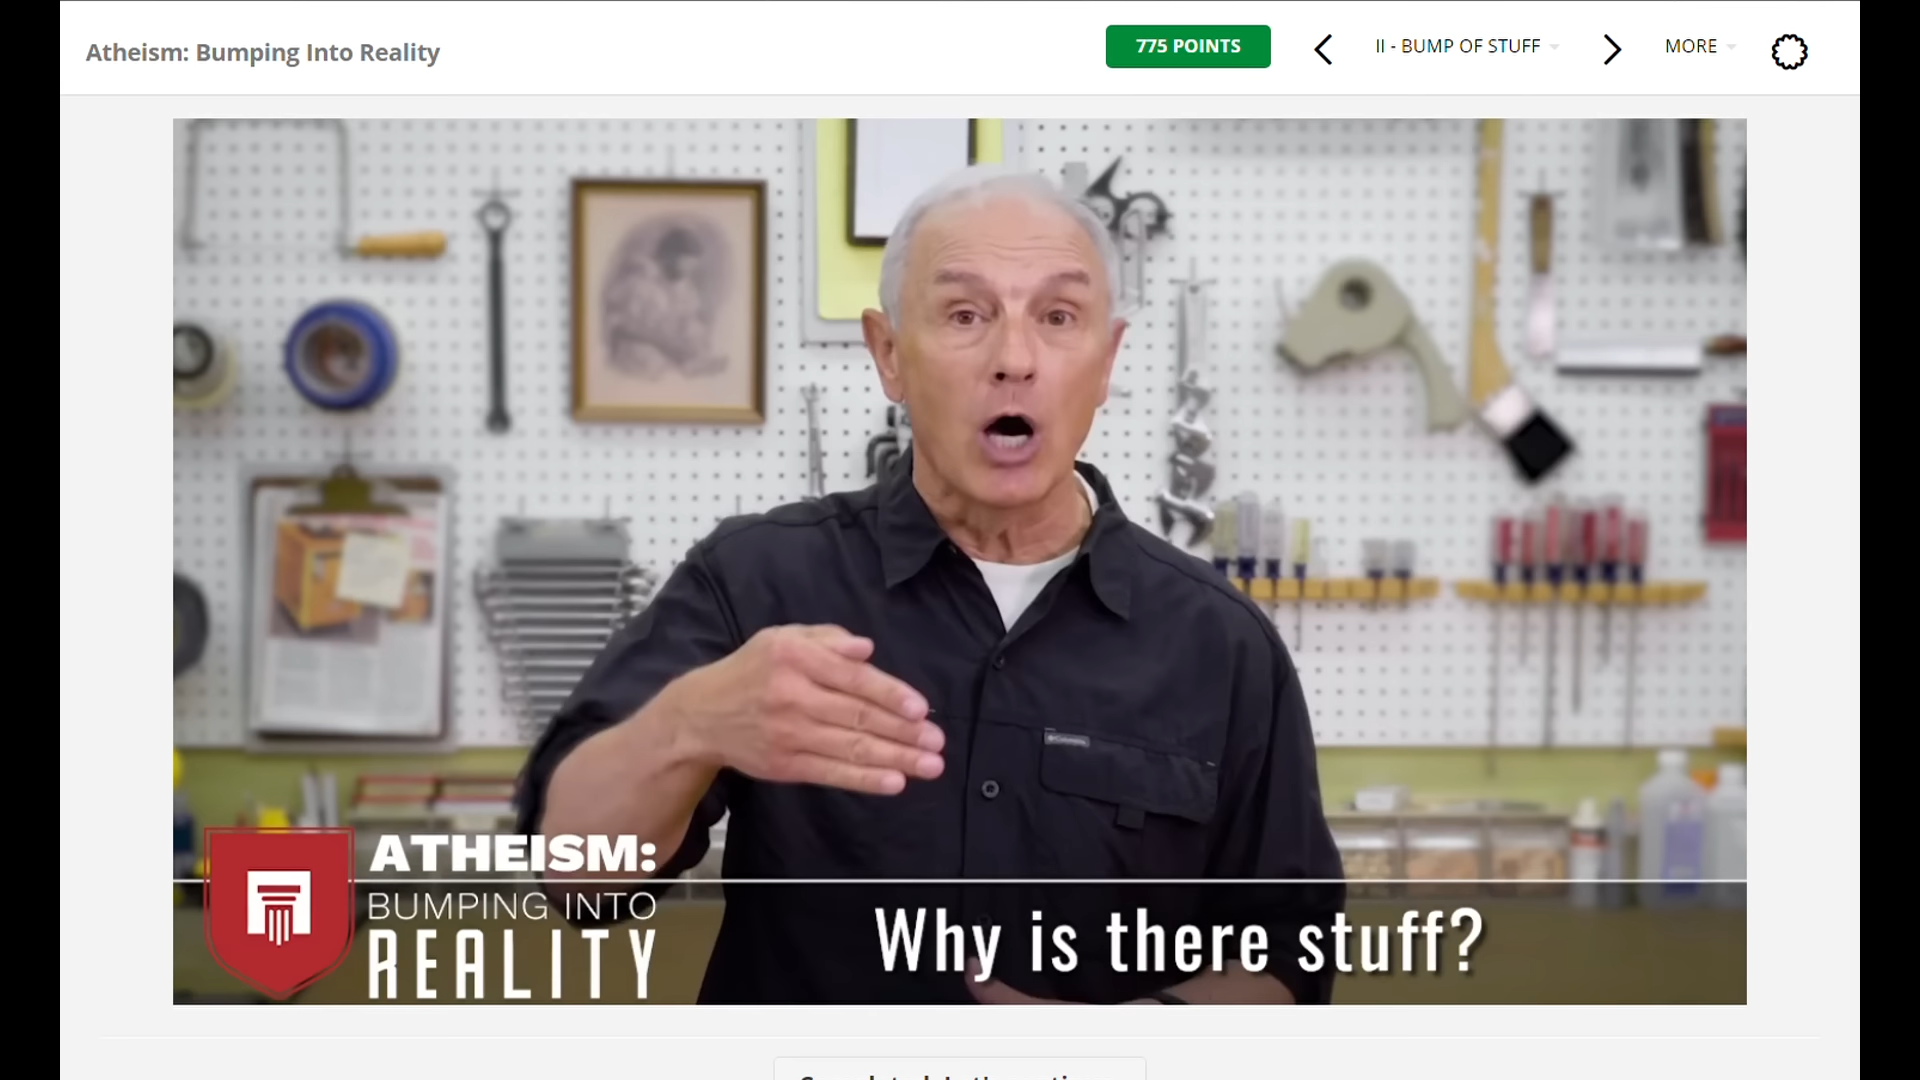 Atheism: Bumping Into Reality
775 POINTS
II - BUMP OF STUFF
MORE
ATHEISM:
BUMPING INTO
REALITY
Why is there stuff?
Columbia